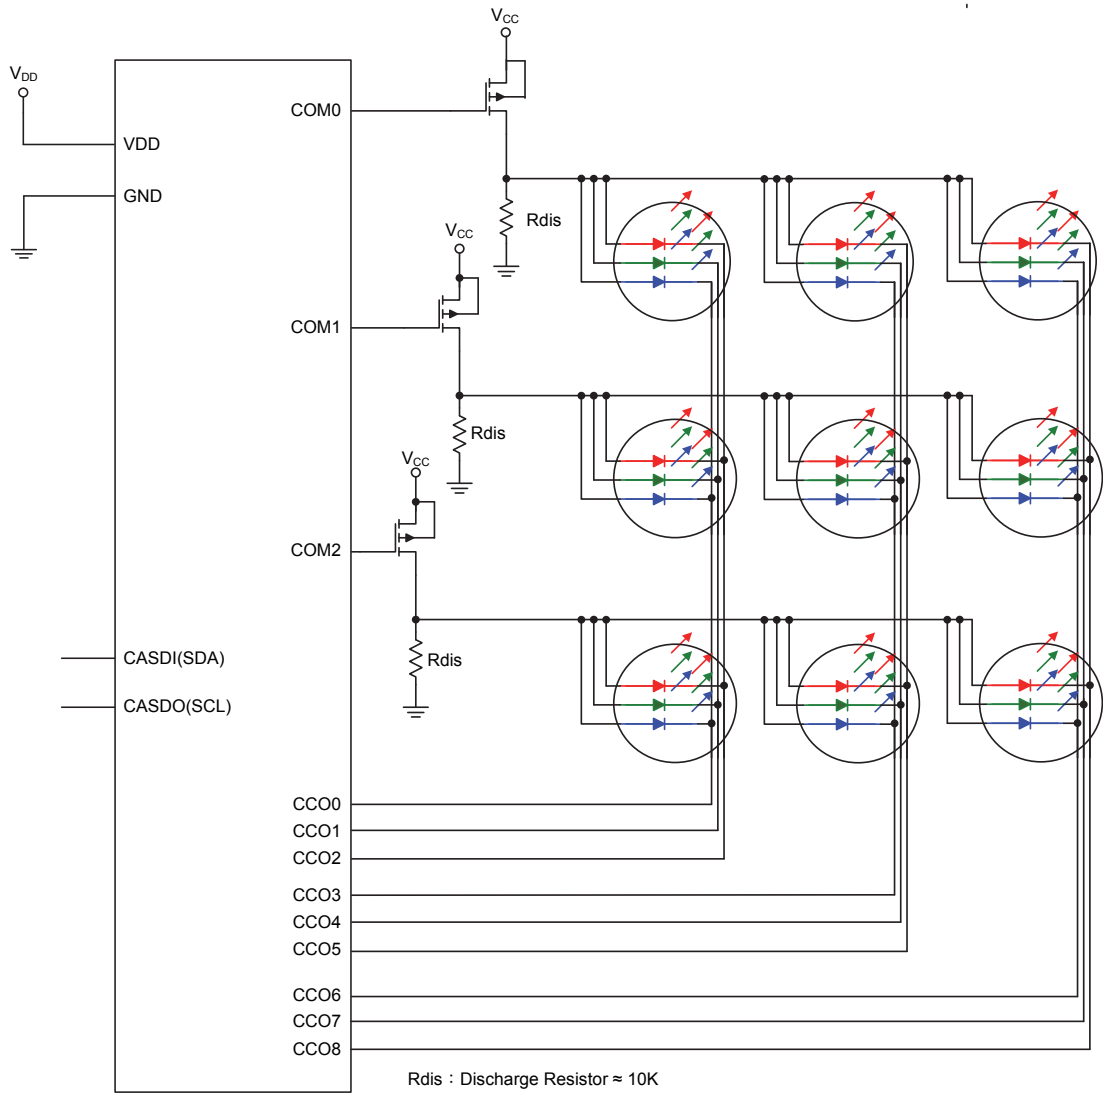 VCC
VDD
COM0
VDD
GND
Rdis
VCC
COM1
Rdis
VCC
COM2
Rdis
CASDI(SDA)
CASDO(SCL)
CCO0
CCO1
CCO2
CCO3
CCO4
CCO5
CCO6
CCO7
CCO8
Rdis : Discharge Resistor ≈ 10K